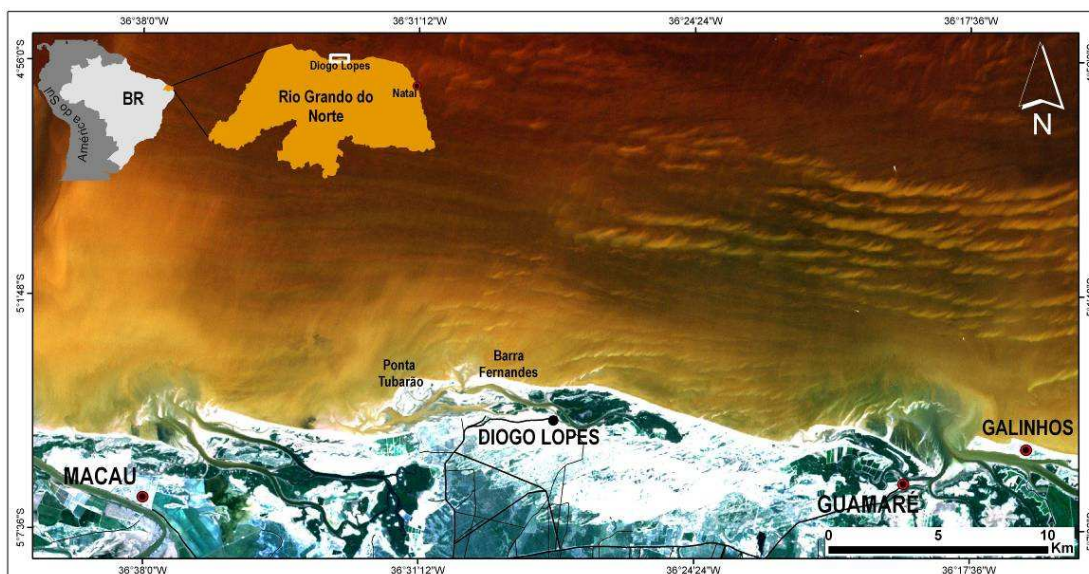 36°38'0"W
36°31'12"W
36°24'24"W
36°17'36"W
4°56'0"S
BR
América do Sul
Diogo Lopes
Natal
Rio Grando do
Norte
N
5°1'48"S
Ponta
Tubarão
Barra
Fernandes
DIOGO LOPES
GALINHOS
MACAU
GUAMARÉ
5°7'36"S
0
5
10
Km
36°38'0"W
36°31'12"W
36°24'24"W
36°17'36"W